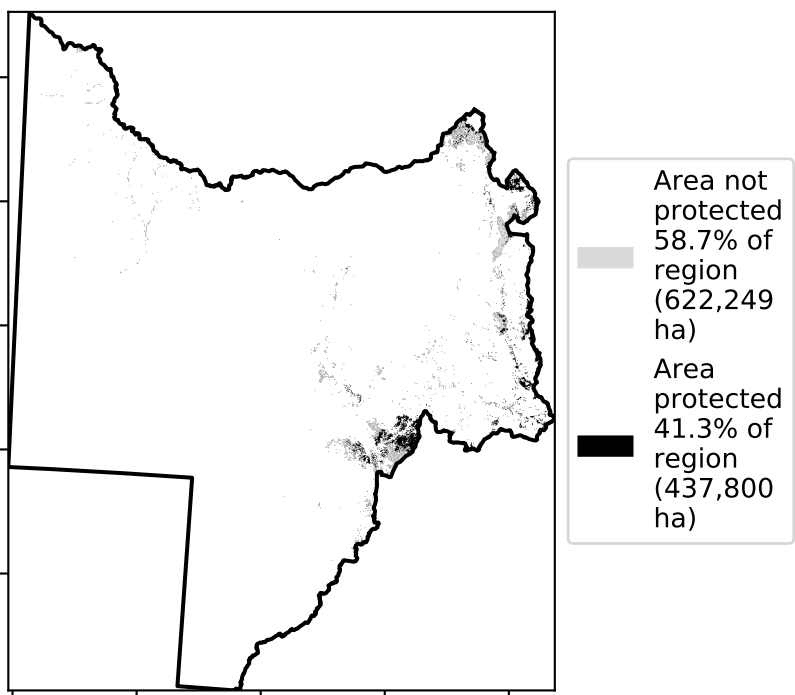 Area not
protected
58.7% of
region
(622,249
ha)
Area
protected
41.3% of
region
(437,800
ha)